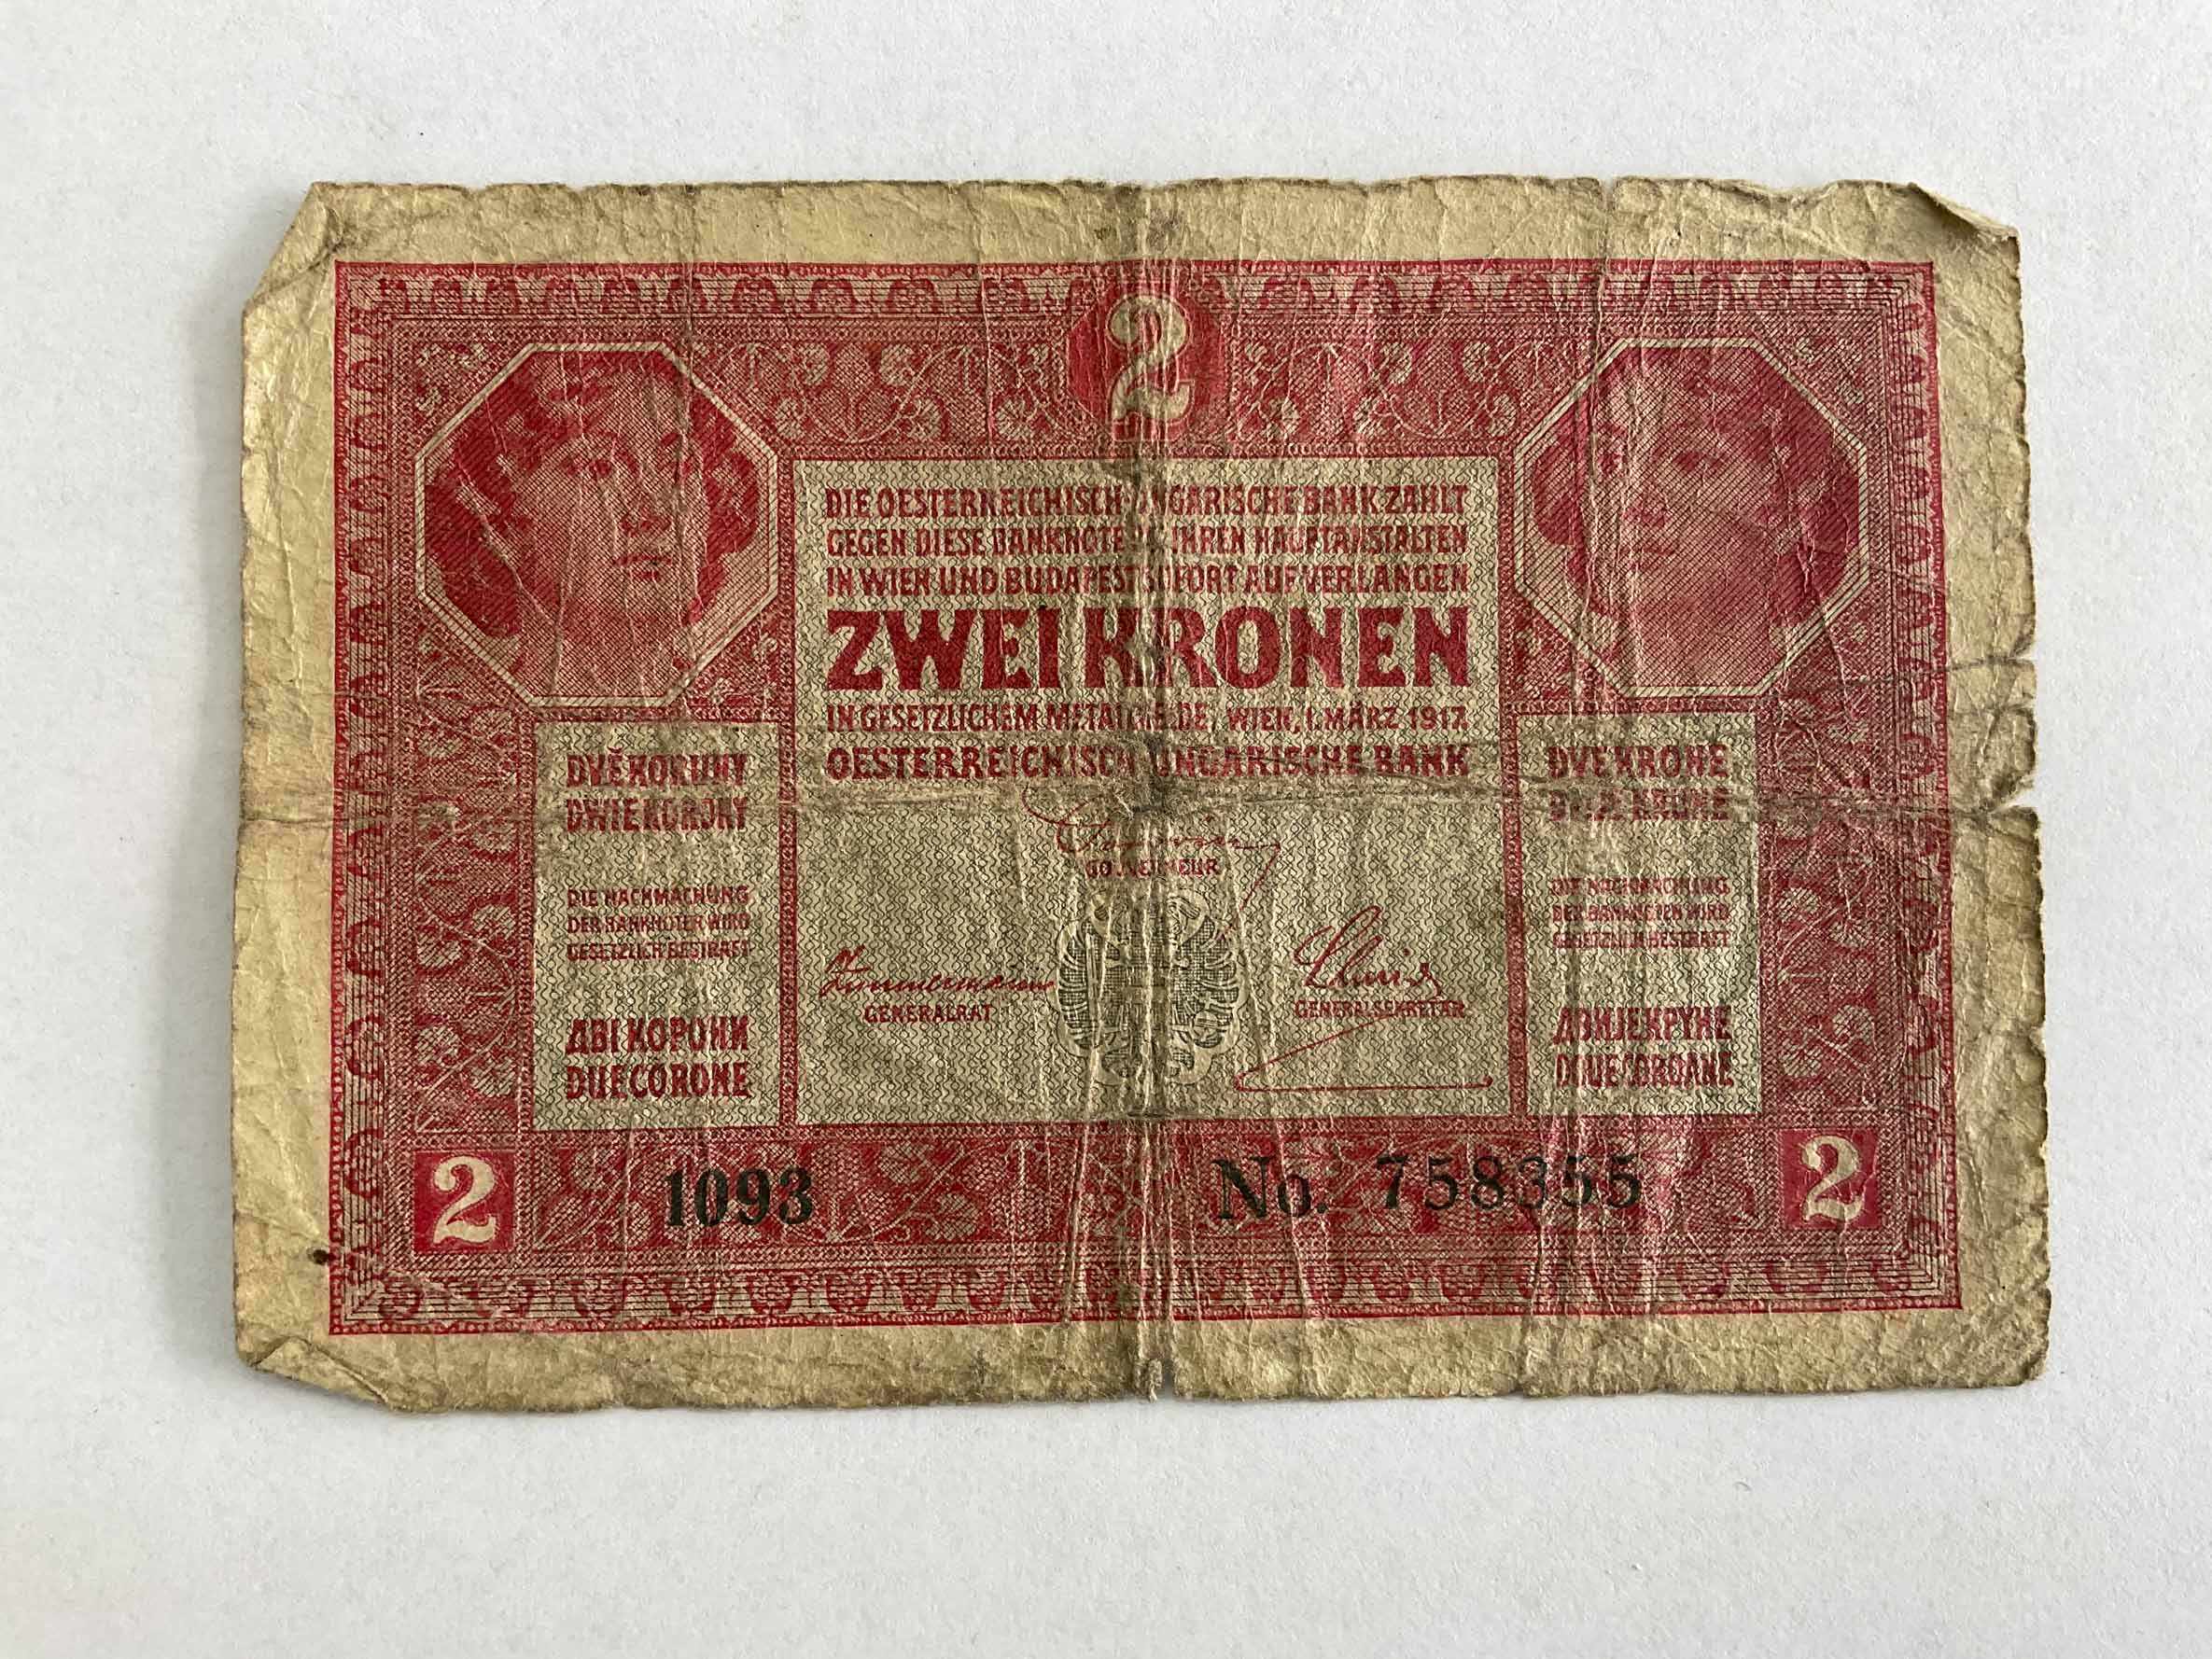 2
DIE OESTERREICHISCH-UNGARISCHE BANK ZAHLT
GEGEN DIESE BANKNOTE BEI IHREN HAUPTANSTALTEN
IN WIEN UND BUDAPEST SOFORT AUF VERLANGEN
ZWEI KRONEN
IN GESETZLICHEM METALLGELDE, WIEN, 1. MÄRZ 1917.
OESTERREICHISCH-UNGARISCHE BANK
DVĚ KORUNY
DWIE KORONY
DIE NACHMACHUNG
DER BANKNOTEN WIRD
GESETZLICH BESTRAFT
ДВІ КОРОНИ
DUE CORONE
GOUVERNEUR
GENERALRAT
GENERALSEKRETÄR
DVE KRONE
DVIJE KRUNE
DIE NACHMACHUNG
DER BANKNOTEN WIRD
GESETZLICH BESTRAFT
ДВИЈЕ КРУНЕ
DOUE COROANE
2
1093
No. 758355
2